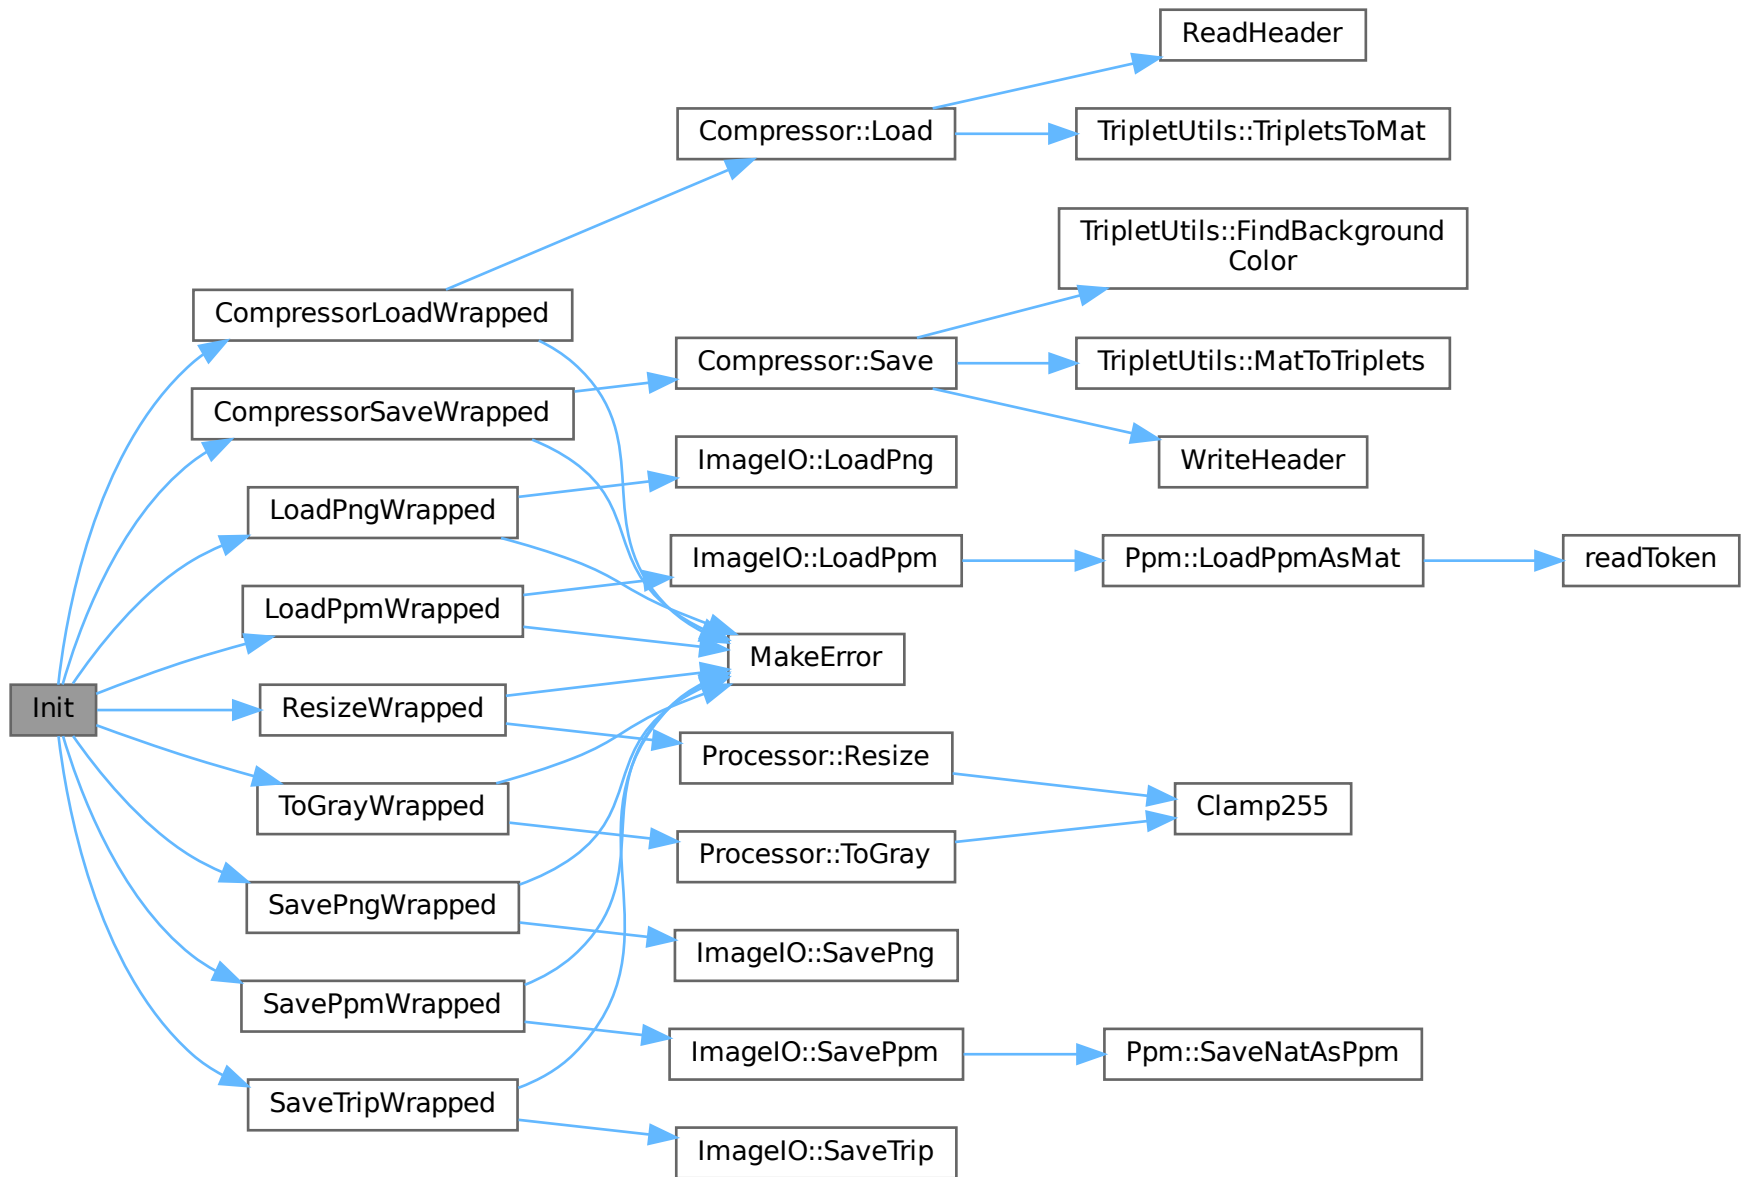 ReadHeader
Compressor::Load
TripletUtils::TripletsToMat
TripletUtils::FindBackground
Color
CompressorLoadWrapped
Compressor::Save
TripletUtils::MatToTriplets
CompressorSaveWrapped
ImageIO::LoadPng
WriteHeader
LoadPngWrapped
ImageIO::LoadPpm
Ppm::LoadPpmAsMat
readToken
LoadPpmWrapped
MakeError
Init
ResizeWrapped
Processor::Resize
ToGrayWrapped
Clamp255
Processor::ToGray
SavePngWrapped
ImageIO::SavePng
SavePpmWrapped
ImageIO::SavePpm
Ppm::SaveNatAsPpm
SaveTripWrapped
ImageIO::SaveTrip